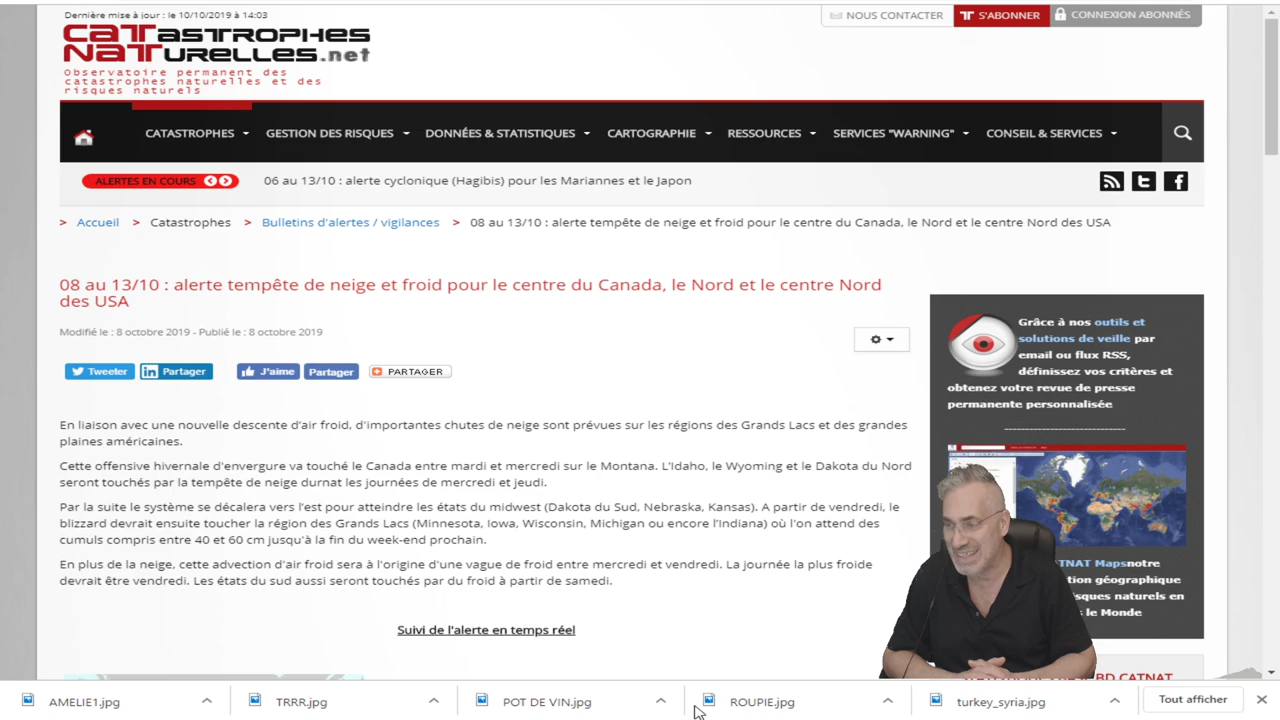 Dernière mise à jour : le 10/10/2019 à 14:03
NOUS CONTACTER
S'ABONNER
CONNEXION ABONNÉS
CATASTROPHES
NATURELLES.net
Observatoire permanent des
catastrophes naturelles et des
risques naturels
CATASTROPHES
GESTION DES RISQUES
DONNÉES & STATISTIQUES
CARTOGRAPHIE
RESSOURCES
SERVICES "WARNING"
CONSEIL & SERVICES
ALERTES EN COURS
06 au 13/10 : alerte cyclonique (Hagibis) pour les Mariannes et le Japon
> Accueil > Catastrophes > Bulletins d'alertes / vigilances > 08 au 13/10 : alerte tempête de neige et froid pour le centre du Canada, le Nord et le centre Nord des USA
08 au 13/10 : alerte tempête de neige et froid pour le centre du Canada, le Nord et le centre Nord
des USA
Modifié le : 8 octobre 2019 - Publié le : 8 octobre 2019
Tweeter
Partager
J'aime
Partager
PARTAGER
En liaison avec une nouvelle descente d'air froid, d'importantes chutes de neige sont prévues sur les régions des Grands Lacs et des grandes
plaines américaines.
Cette offensive hivernale d'envergure va touché le Canada entre mardi et mercredi sur le Montana. L'Idaho, le Wyoming et le Dakota du Nord
seront touchés par la tempête de neige durnat les journées de mercredi et jeudi.
Par la suite le système se décalera vers l'est pour atteindre les états du midwest (Dakota du Sud, Nebraska, Kansas). A partir de vendredi, le
blizzard devrait ensuite toucher la région des Grands Lacs (Minnesota, Iowa, Wisconsin, Michigan ou encore l'Indiana) où l'on attend des
cumuls compris entre 40 et 60 cm jusqu'à la fin du week-end prochain.
En plus de la neige, cette advection d'air froid sera à l'origine d'une vague de froid entre mercredi et vendredi. La journée la plus froide
devrait être vendredi. Les états du sud aussi seront touchés par du froid à partir de samedi.
Suivi de l'alerte en temps réel
Grâce à nos outils et
solutions de veille par
email ou flux RSS,
définissez vos critères et
obtenez votre revue de presse
permanente personnalisée
TNAT Mapsnotre
tion géographique
isques naturels en
le Monde
BD CATNAT
AMELIE1.jpg
TRRR.jpg
POT DE VIN.jpg
ROUPIE.jpg
turkey_syria.jpg
Tout afficher